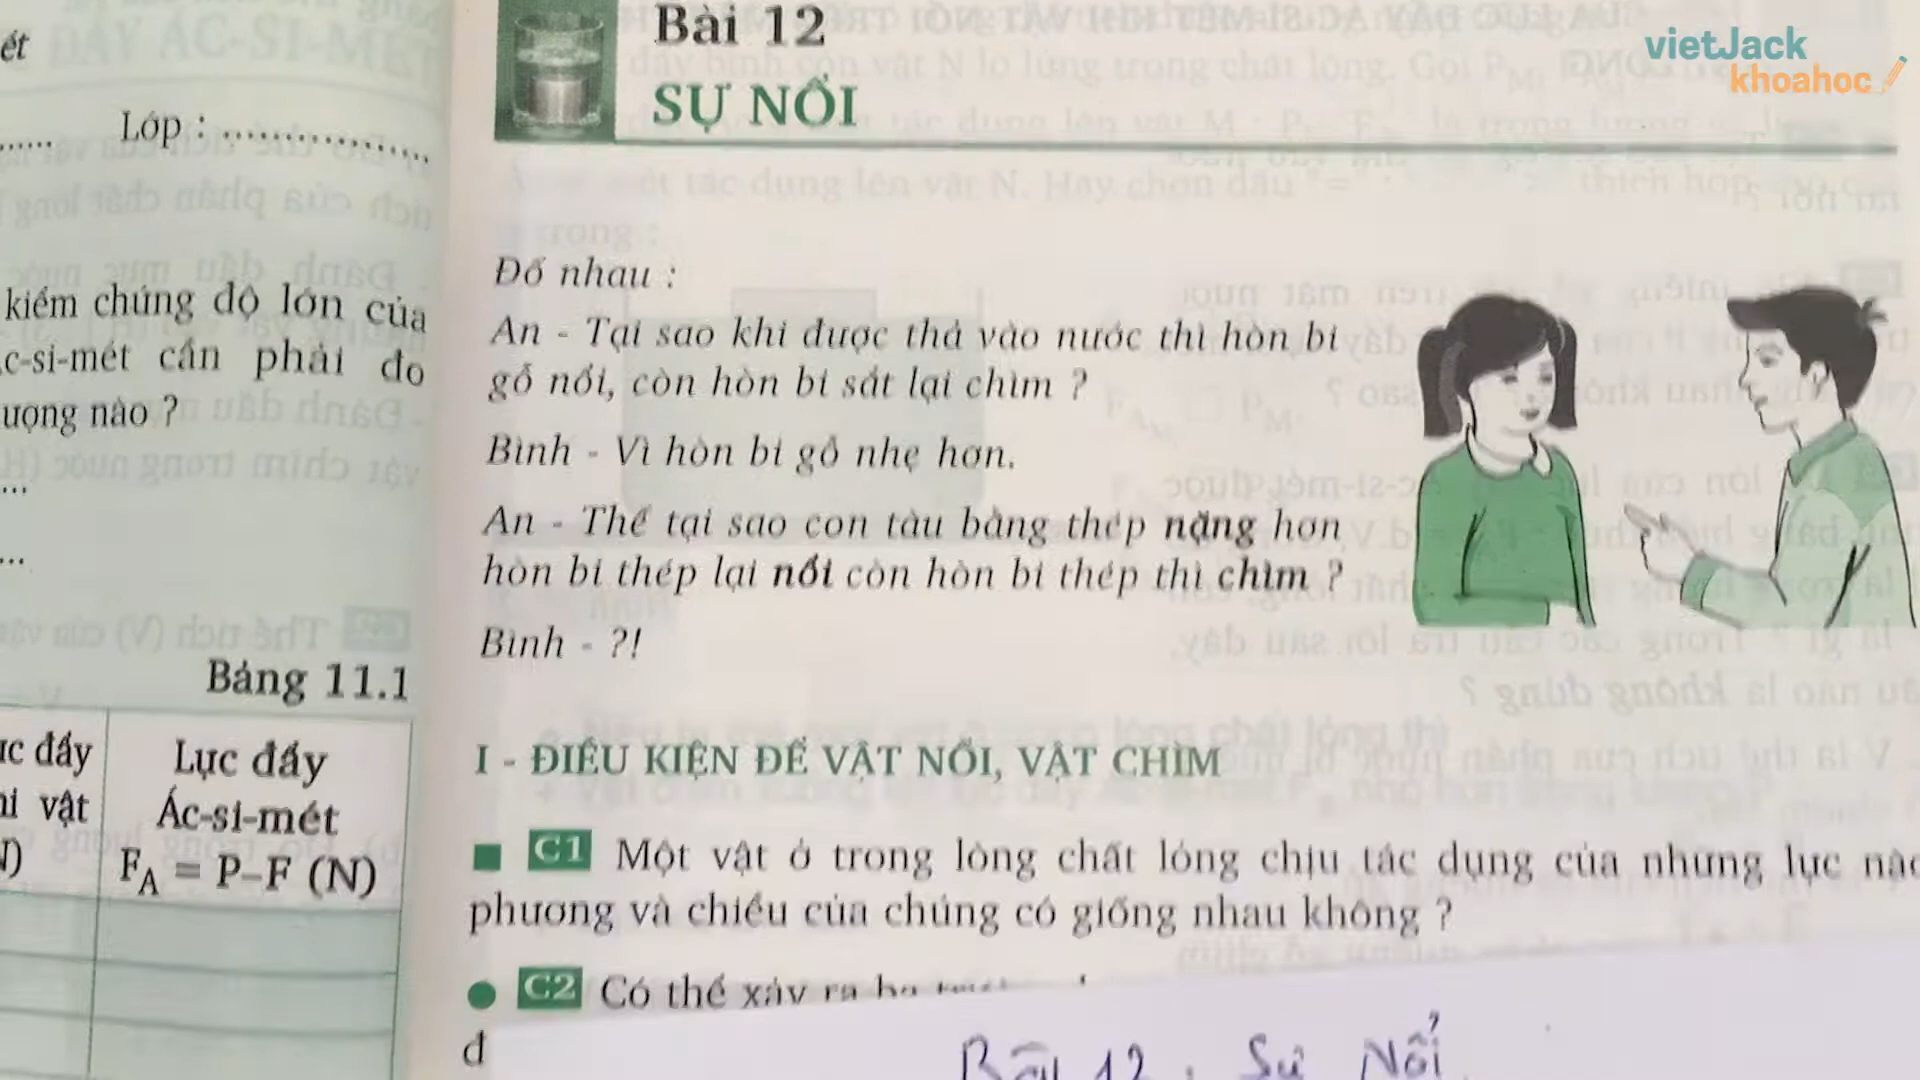 ét
Lớp : ................
kiểm chứng độ lớn của
c-si-mét cần phải đo
ượng nào ?
...
...
Bảng 11.1
ực đẩy
hi vật
N)
Lực đẩy
Ác-si-mét
FA = P–F (N)
Bài 12
SỰ NỔI
vietJack
khoahoc
Đố nhau :
An - Tại sao khi được thả vào nước thì hòn bi
gỗ nổi, còn hòn bi sắt lại chìm ?
Bình - Vì hòn bi gỗ nhẹ hơn.
An - Thế tại sao con tàu bằng thép nặng hơn
hòn bi thép lại nổi còn hòn bi thép thì chìm ?
Bình - ?!
I - ĐIỀU KIỆN ĐỂ VẬT NỔI, VẬT CHÌM
C1 Một vật ở trong lòng chất lỏng chịu tác dụng của những lực nào
phương và chiều của chúng có giống nhau không ?
C2 Có thể xảy ra ba
đ
Bài 12 : Sự Nổi